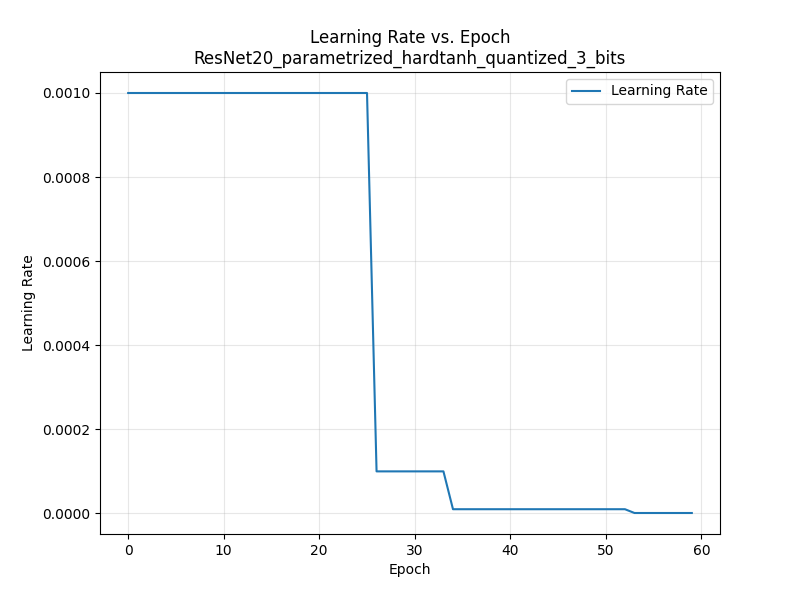 Learning Rate vs. Epoch
ResNet20_parametrized_hardtanh_quantized_3_bits
Learning Rate
0.0010
0.0008
0.0006
0.0004
0.0002
0.0000
Learning Rate
0 10 20 30 40 50 60
Epoch